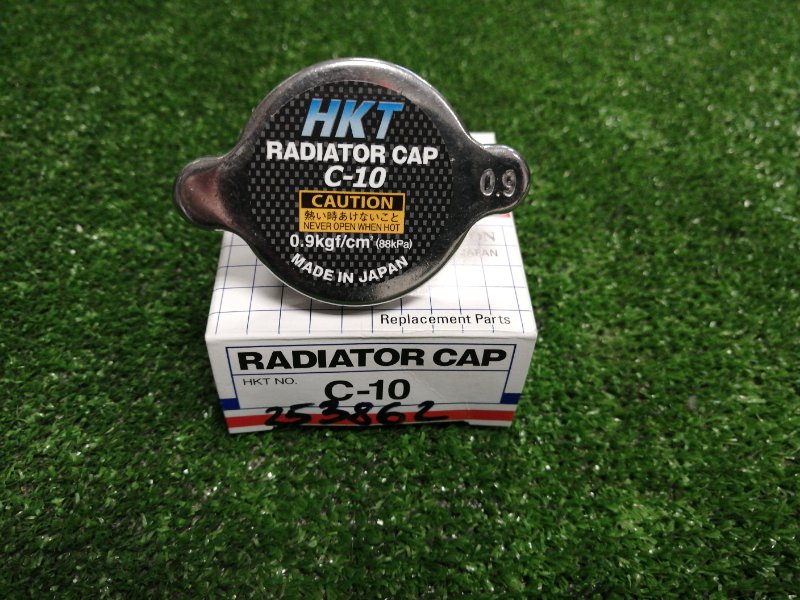 HKT
RADIATOR CAP
C-10
CAUTION
熱い時あけないこと
NEVER OPEN WHEN HOT
0.9kgf/cm² (88kPa)
MADE IN JAPAN
0.9
JAPAN
Replacement Parts
RADIATOR CAP
HKT NO.
C-10
253862